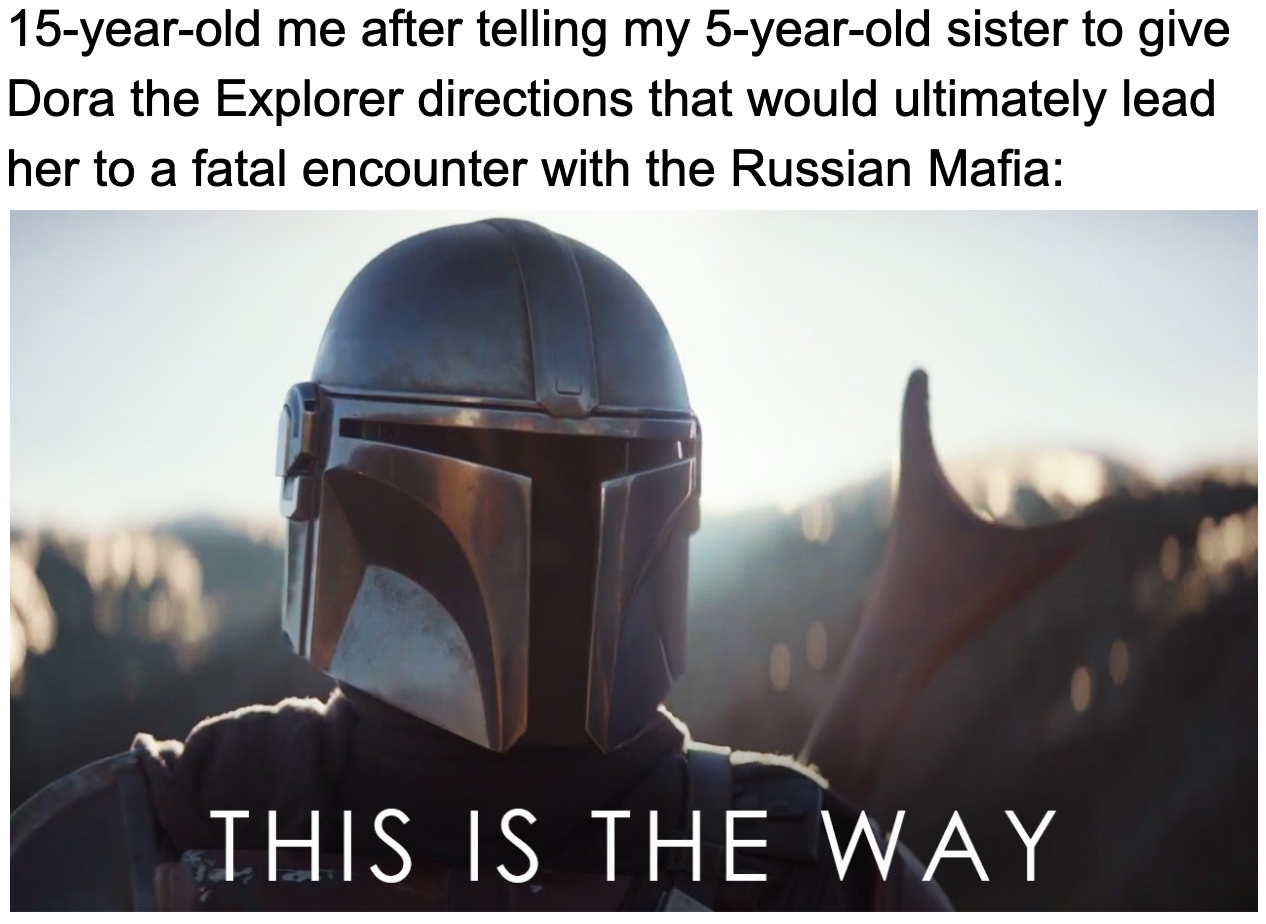 15-year-old me after telling my 5-year-old sister to give
Dora the Explorer directions that would ultimately lead
her to a fatal encounter with the Russian Mafia:
THIS IS THE WAY